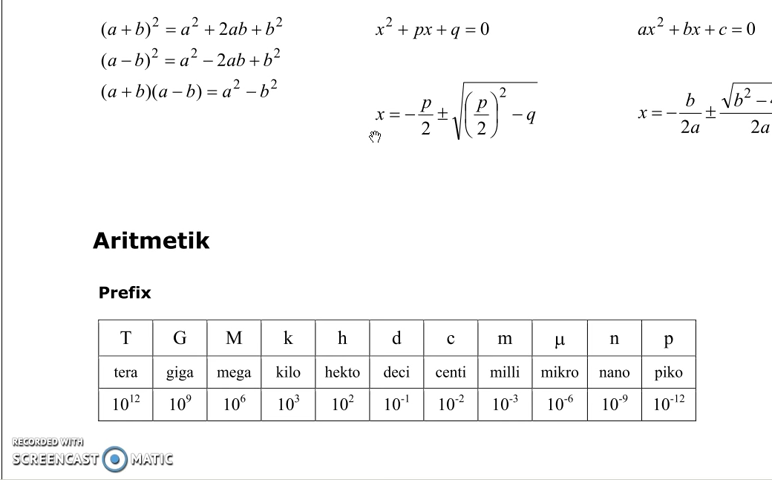 (a+b)² = a² + 2ab + b²
(a−b)² = a² − 2ab + b²
(a+b)(a−b) = a² − b²
x² + px + q = 0
x = −p/2 ± √((p/2)² − q)
ax² + bx + c = 0
x = −b/2a ± √b² − / 2a
Aritmetik
Prefix
T G M k h d c m μ n p
tera giga mega kilo hekto deci centi milli mikro nano piko
10¹² 10⁹ 10⁶ 10³ 10² 10⁻¹ 10⁻² 10⁻³ 10⁻⁶ 10⁻⁹ 10⁻¹²
RECORDED WITH
SCREENCAST MATIC